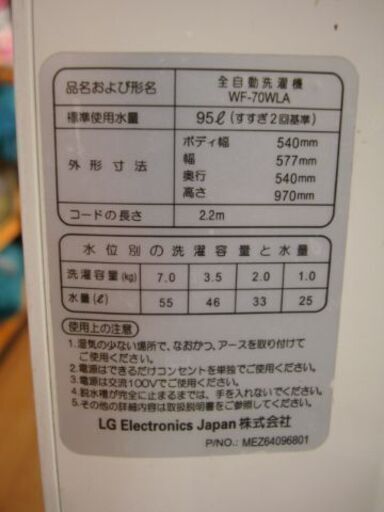 品名および形名 全自動洗濯機
WF-70WLA
標準使用水量 95ℓ(すすぎ2回基準)
外形寸法 ボディ幅 540mm
幅 577mm
奥行 540mm
高さ 970mm
コードの長さ 2.2m
水位別の洗濯容量と水量
洗濯容量(kg) 7.0 3.5 2.0 1.0
水量(ℓ) 55 46 33 25
使用上の注意
1.湿気の少ない場所で、なおかつ、アースを取り付けて
ご使用ください。
2.電源はできるだけコンセントを単独でご使用ください。
3.電源は交流100Vでご使用ください。
4.脱水槽が完全に止まるまでは、手を入れないでください。
5.その他の詳細内容は取扱説明書をご参照してください。
LG Electronics Japan 株式会社
P/NO.: MEZ64096801